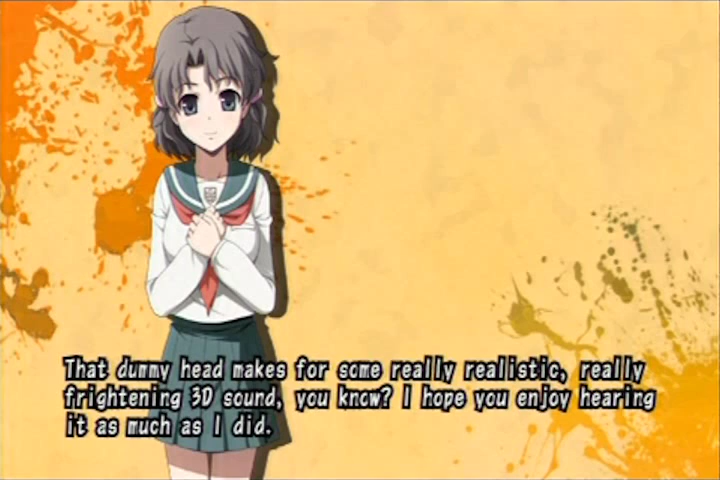 That dummy head makes for some really realistic, really
frightening 3D sound, you know? I hope you enjoy hearing
it as much as I did.